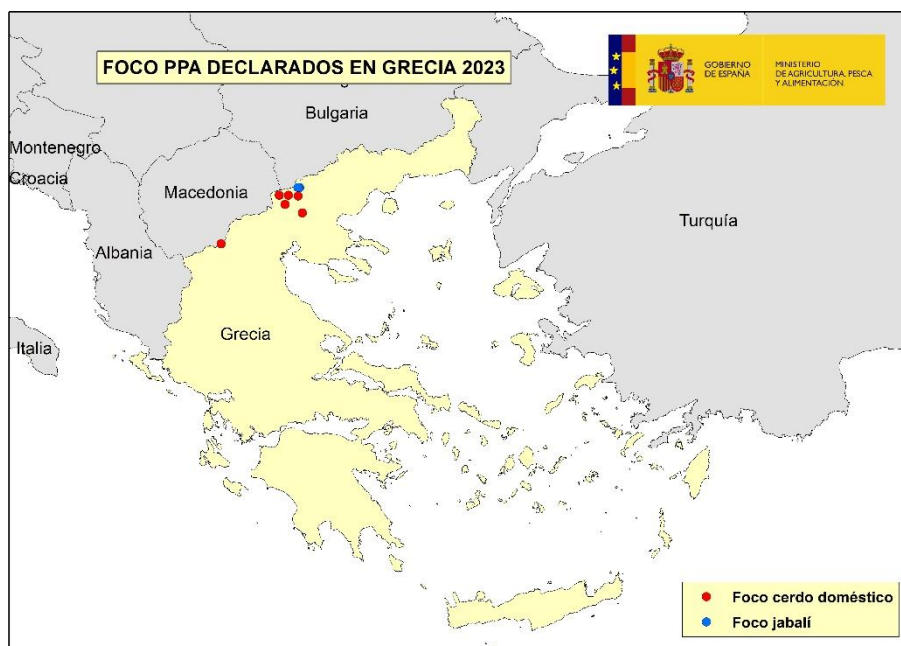 FOCO PPA DECLARADOS EN GRECIA 2023
GOBIERNO
DE ESPAÑA
MINISTERIO
DE AGRICULTURA, PESCA
Y ALIMENTACIÓN
Bulgaria
Montenegro
Croacia
Macedonia
Albania
Turquía
Italia
Grecia
Foco cerdo doméstico
Foco jabalí